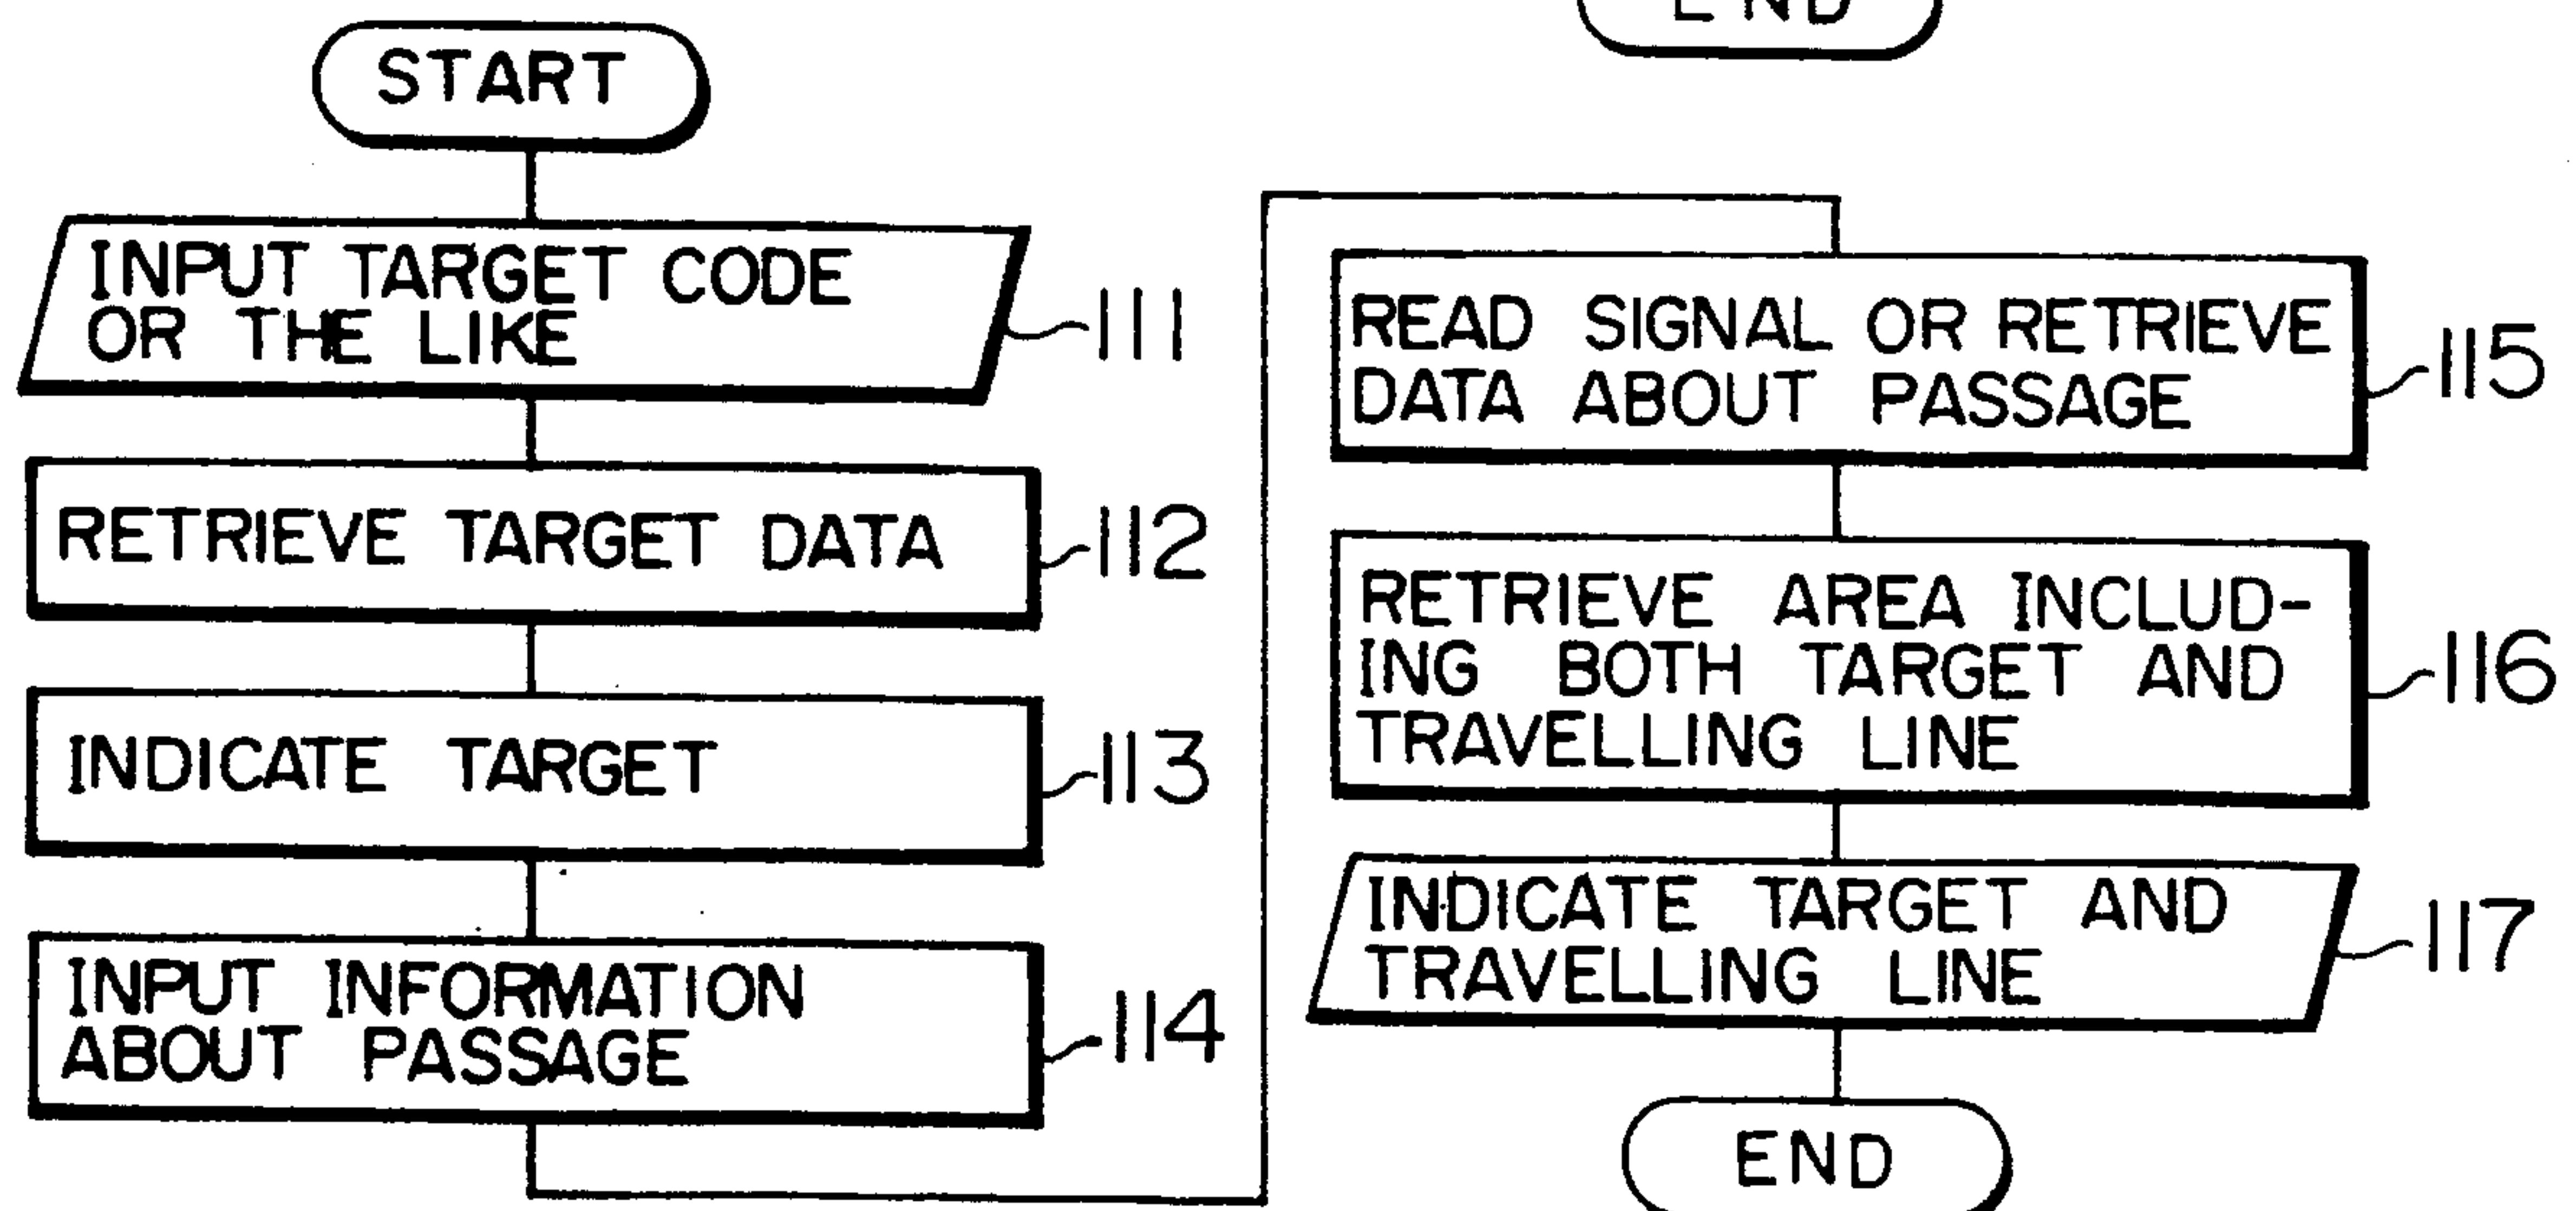 START
INPUT TARGET CODE
OR THE LIKE
111
RETRIEVE TARGET DATA
112
INDICATE TARGET
113
INPUT INFORMATION
ABOUT PASSAGE
114
END
READ SIGNAL OR RETRIEVE
DATA ABOUT PASSAGE
115
RETRIEVE AREA INCLUD-
ING BOTH TARGET AND
TRAVELLING LINE
116
INDICATE TARGET AND
TRAVELLING LINE
117
END